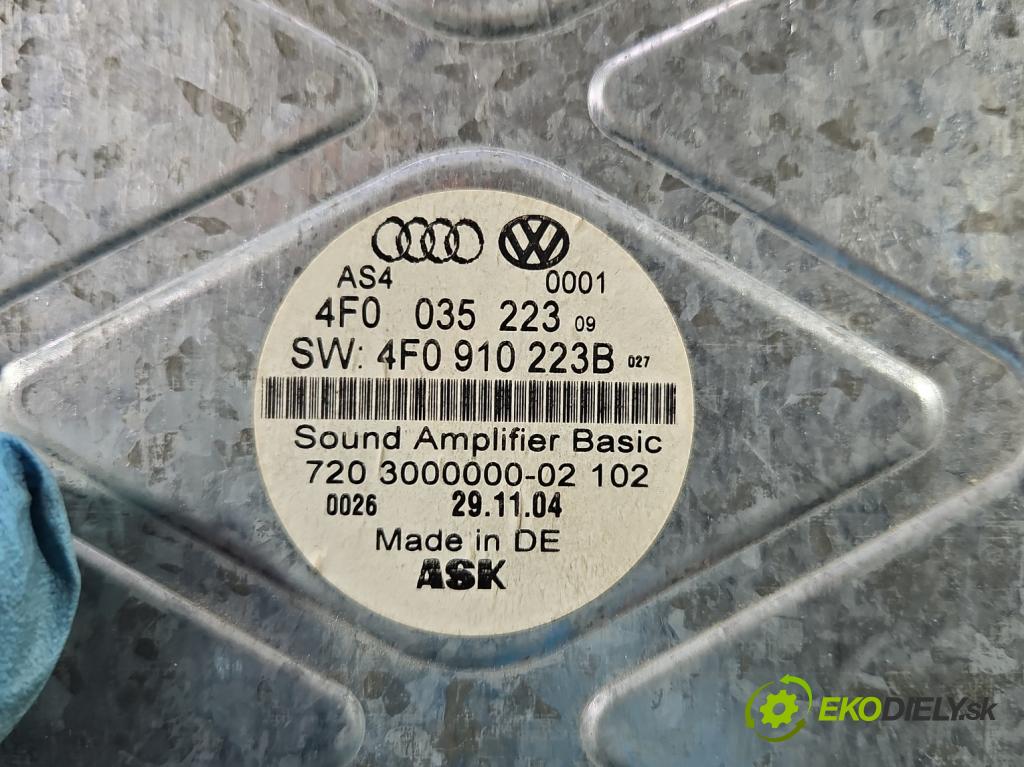 AS4 0001
4F0 035 223 09
SW: 4F0 910 223B 027
Sound Amplifier Basic
720 3000000-02 102
0026 29.11.04
Made in DE
ASK
EKODIELY.sk